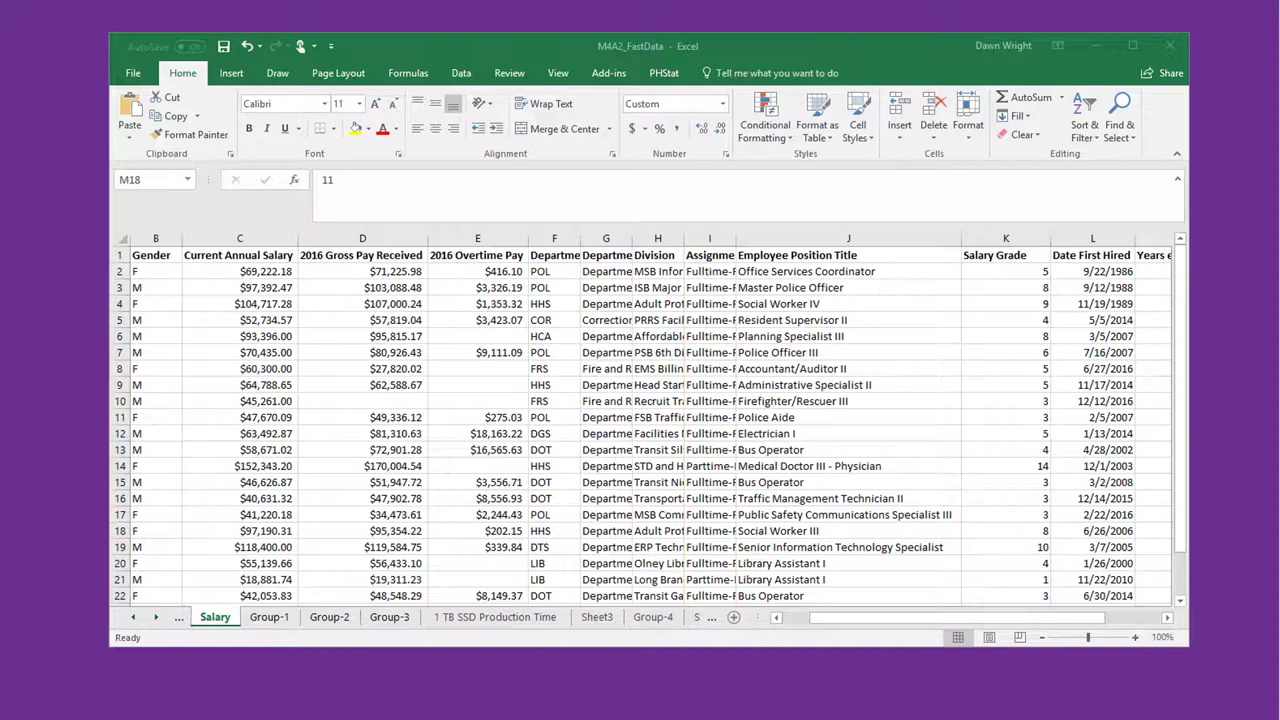 AutoSave Off M4A2_FastData - Excel Dawn Wright
File Home Insert Draw Page Layout Formulas Data Review View Add-ins PHStat Tell me what you want to do Share
Paste Cut Copy Format Painter Clipboard
Calibri 11 B I U A Font
Wrap Text Merge & Center Alignment
Custom $ % , Number
Conditional Formatting Format as Table Cell Styles Styles
Insert Delete Format Cells
AutoSum Fill Clear Sort & Filter Find & Select Editing
M18 fx 11
B C D E F G H I J K L
1 Gender Current Annual Salary 2016 Gross Pay Received 2016 Overtime Pay Departme Departme Division Assignme Employee Position Title Salary Grade Date First Hired Years e
2 F $69,222.18 $71,225.98 $416.10 POL Departme MSB Infor Fulltime-F Office Services Coordinator 5 9/22/1986
3 M $97,392.47 $103,088.48 $3,326.19 POL Departme ISB Major Fulltime-F Master Police Officer 8 9/12/1988
4 F $104,717.28 $107,000.24 $1,353.32 HHS Departme Adult Prot Fulltime-F Social Worker IV 9 11/19/1989
5 M $52,734.57 $57,819.04 $3,423.07 COR Correction PRRS Facil Fulltime-F Resident Supervisor II 4 5/5/2014
6 M $93,396.00 $95,815.17 HCA Departme Affordable Fulltime-F Planning Specialist III 8 3/5/2007
7 M $70,435.00 $80,926.43 $9,111.09 POL Departme PSB 6th Di Fulltime-F Police Officer III 6 7/16/2007
8 F $60,300.00 $27,820.02 FRS Fire and R EMS Billing Fulltime-F Accountant/Auditor II 5 6/27/2016
9 M $64,788.65 $62,588.67 HHS Departme Head Start Fulltime-F Administrative Specialist II 5 11/17/2014
10 M $45,261.00 FRS Fire and R Recruit Tra Fulltime-F Firefighter/Rescuer III 3 12/12/2016
11 F $47,670.09 $49,336.12 $275.03 POL Departme FSB Traffic Fulltime-F Police Aide 3 2/5/2007
12 M $63,492.87 $81,310.63 $18,163.22 DGS Departme Facilities M Fulltime-F Electrician I 5 1/13/2014
13 M $58,671.02 $72,901.28 $16,565.63 DOT Departme Transit Sil Fulltime-F Bus Operator 4 4/28/2002
14 F $152,343.20 $170,004.54 HHS Departme STD and H Parttime-F Medical Doctor III - Physician 14 12/1/2003
15 M $46,626.87 $51,947.72 $3,556.71 DOT Departme Transit Ni Fulltime-F Bus Operator 3 3/2/2008
16 M $40,631.32 $47,902.78 $8,556.93 DOT Departme Transporta Fulltime-F Traffic Management Technician II 3 12/14/2015
17 F $41,220.18 $34,473.61 $2,244.43 POL Departme MSB Com Fulltime-F Public Safety Communications Specialist III 3 2/22/2016
18 F $97,190.31 $95,354.22 $202.15 HHS Departme Adult Prot Fulltime-F Social Worker III 8 6/26/2006
19 M $118,400.00 $119,584.75 $339.84 DTS Departme ERP Techn Fulltime-F Senior Information Technology Specialist 10 3/7/2005
20 F $55,139.66 $56,433.10 LIB Departme Olney Libr Fulltime-F Library Assistant I 4 1/26/2000
21 M $18,881.74 $19,311.23 LIB Departme Long Bran Parttime-F Library Assistant I 1 11/22/2010
22 F $42,053.83 $48,548.29 $8,149.37 DOT Departme Transit Ga Fulltime-F Bus Operator 3 6/30/2014
... Salary Group-1 Group-2 Group-3 1 TB SSD Production Time Sheet3 Group-4 S ...
Ready 100%